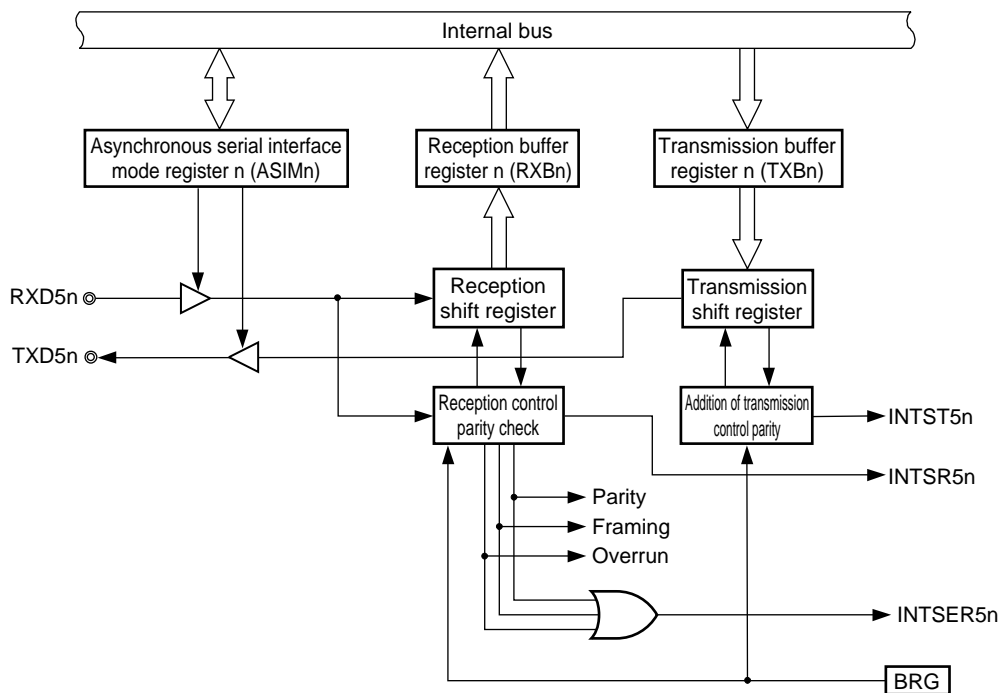 Internal bus
Asynchronous serial interface
mode register n (ASIMn)
Reception buffer
register n (RXBn)
Transmission buffer
register n (TXBn)
RXD5n
Reception
shift register
Transmission
shift register
TXD5n
Reception control
parity check
Addition of transmission
control parity
INTST5n
INTSR5n
Parity
Framing
Overrun
INTSER5n
BRG